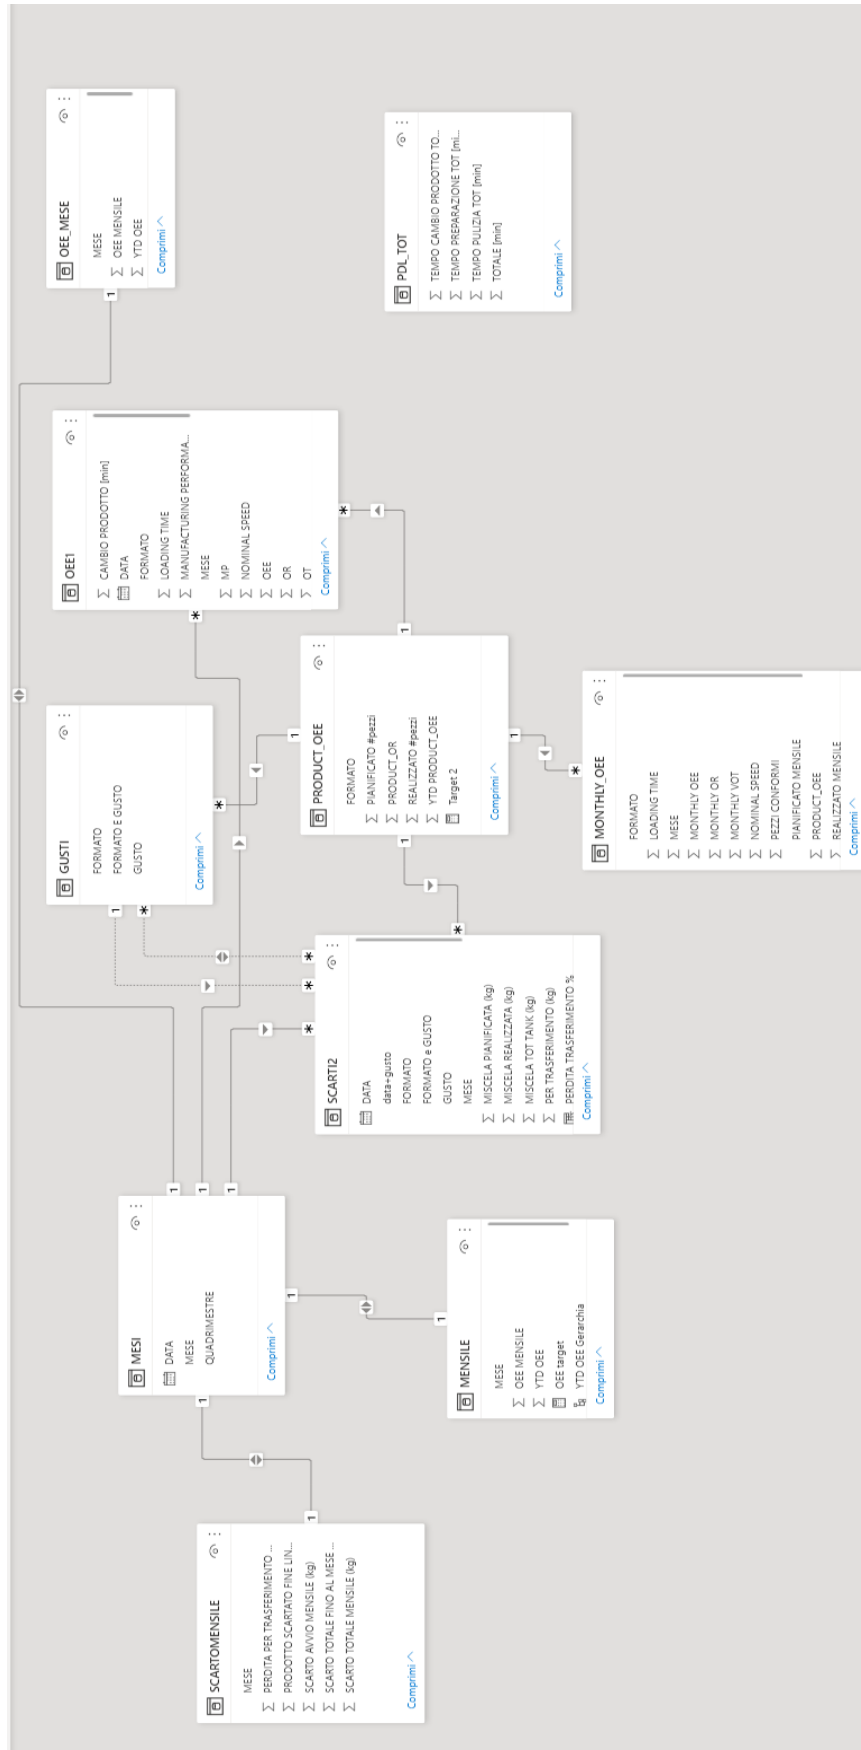 SCARTOMENSILE
MESE
PERDITA PER TRASFERIMENTO ...
PRODOTTO SCARTATO FINE LIN...
SCARTO AVVIO MENSILE (kg)
SCARTO TOTALE FINO AL MESE ...
SCARTO TOTALE MENSILE (kg)
Comprimi
MESI
DATA
MESE
QUADRIMESTRE
Comprimi
MENSILE
MESE
OEE MENSILE
YTD OEE
OEE target
YTD OEE Gerarchia
Comprimi
GUSTI
FORMATO
FORMATO E GUSTO
GUSTO
Comprimi
SCARTI2
DATA
data+gusto
FORMATO
FORMATO e GUSTO
GUSTO
MESE
MISCELA PIANIFICATA (kg)
MISCELA REALIZZATA (kg)
MISCELA TOT TANK (kg)
PER TRASFERIMENTO (kg)
PERDITA TRASFERIMENTO %
Comprimi
OEE1
CAMBIO PRODOTTO [min]
DATA
FORMATO
LOADING TIME
MANUFACTURING PERFORMA...
MESE
MP
NOMINAL SPEED
OEE
OR
OT
Comprimi
PRODUCT_OEE
FORMATO
PIANIFICATO #pezzi
PRODUCT_OR
REALIZZATO #pezzi
YTD PRODUCT_OEE
Target 2
Comprimi
MONTHLY_OEE
FORMATO
LOADING TIME
MESE
MONTHLY OEE
MONTHLY OR
MONTHLY VOT
NOMINAL SPEED
PEZZI CONFORMI
PIANIFICATO MENSILE
PRODUCT_OEE
REALIZZATO MENSILE
Comprimi
OEE_MESE
MESE
OEE MENSILE
YTD OEE
Comprimi
PDL_TOT
TEMPO CAMBIO PRODOTTO TO...
TEMPO PREPARAZIONE TOT [mi...
TEMPO PULIZIA TOT [min]
TOTALE [min]
Comprimi